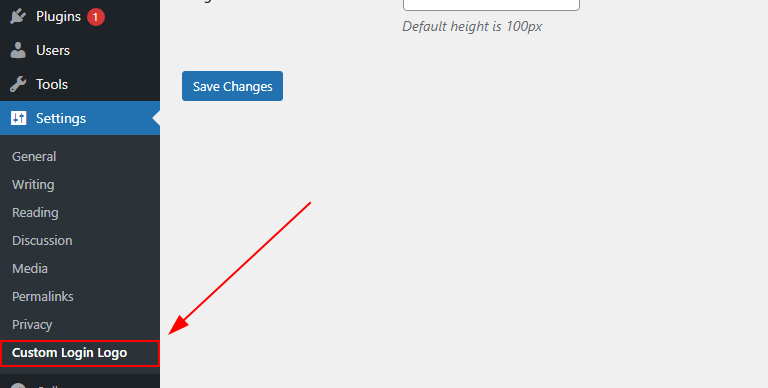 Plugins 1
Users
Tools
Settings
General
Writing
Reading
Discussion
Media
Permalinks
Privacy
Custom Login Logo
Default height is 100px
Save Changes